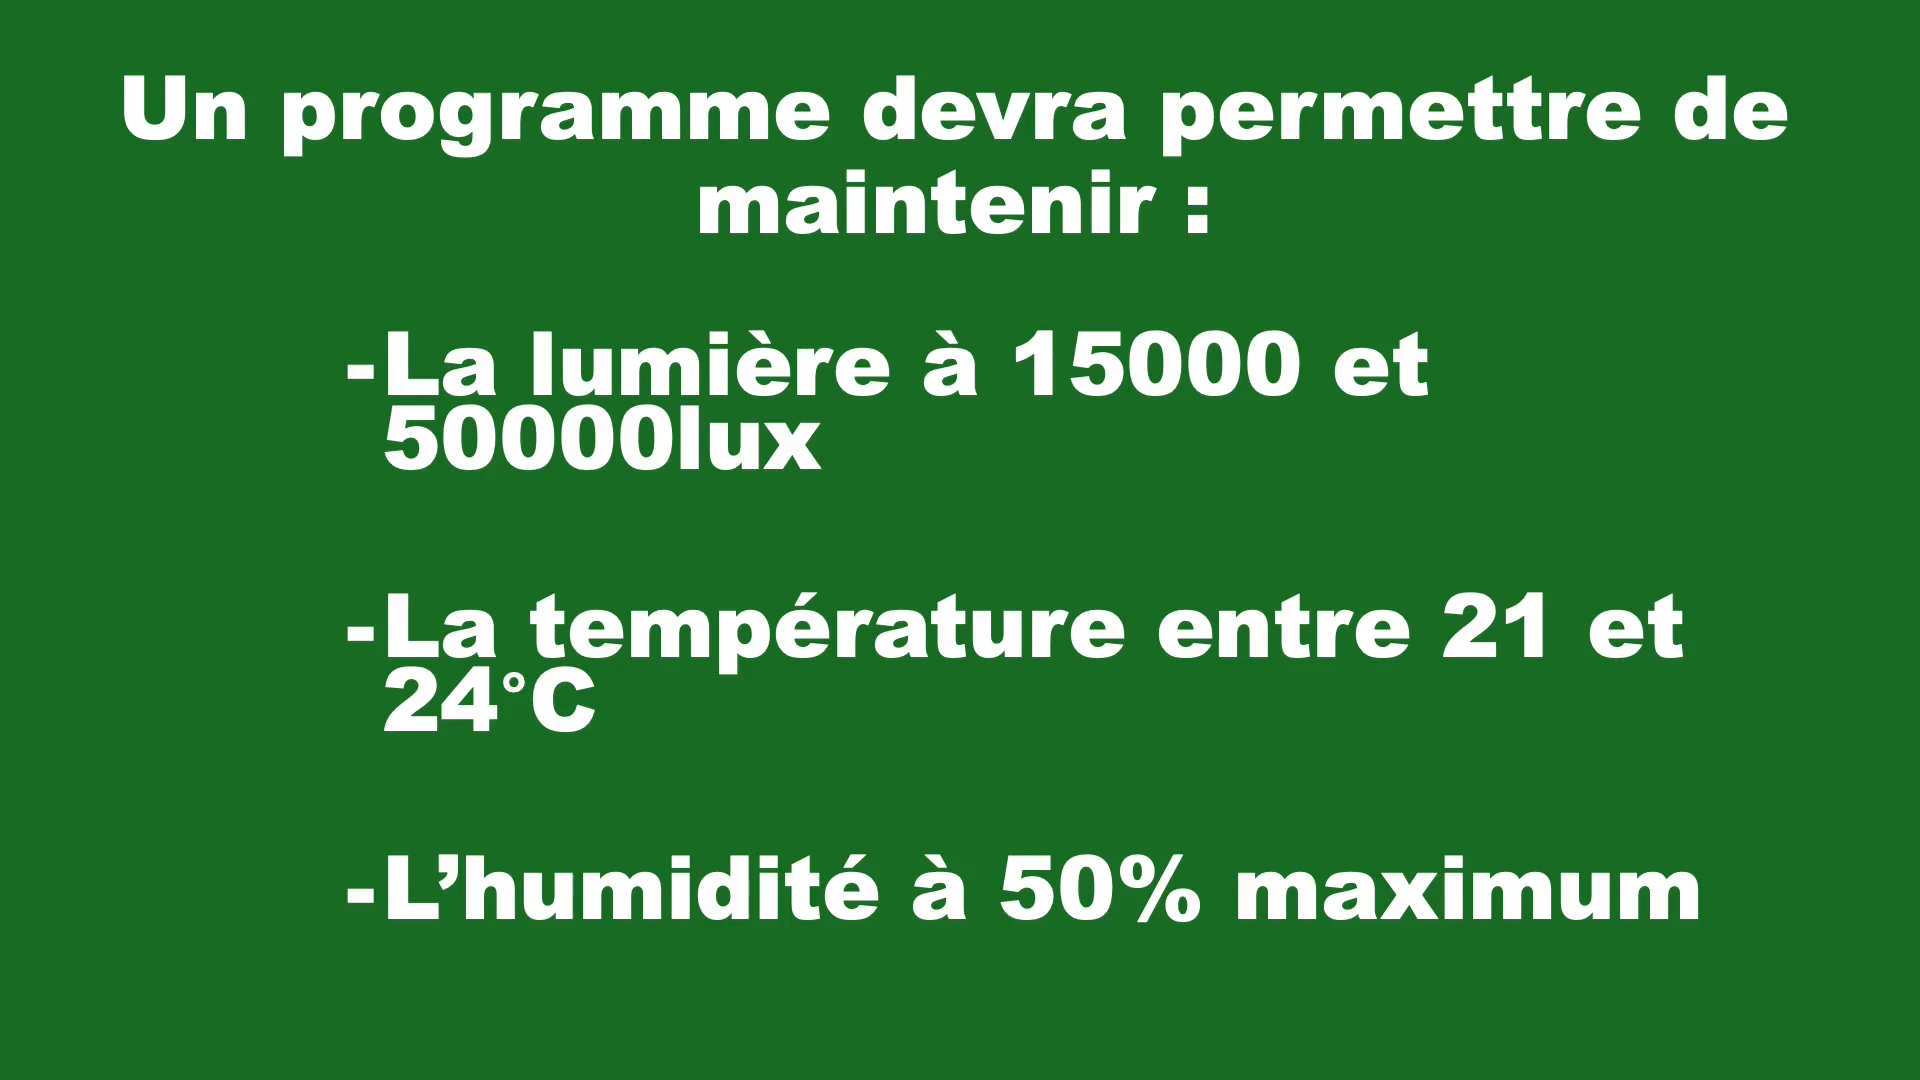 Un programme devra permettre de
maintenir :
-La lumière à 15000 et
50000lux
-La température entre 21 et
24°C
-L’humidité à 50% maximum